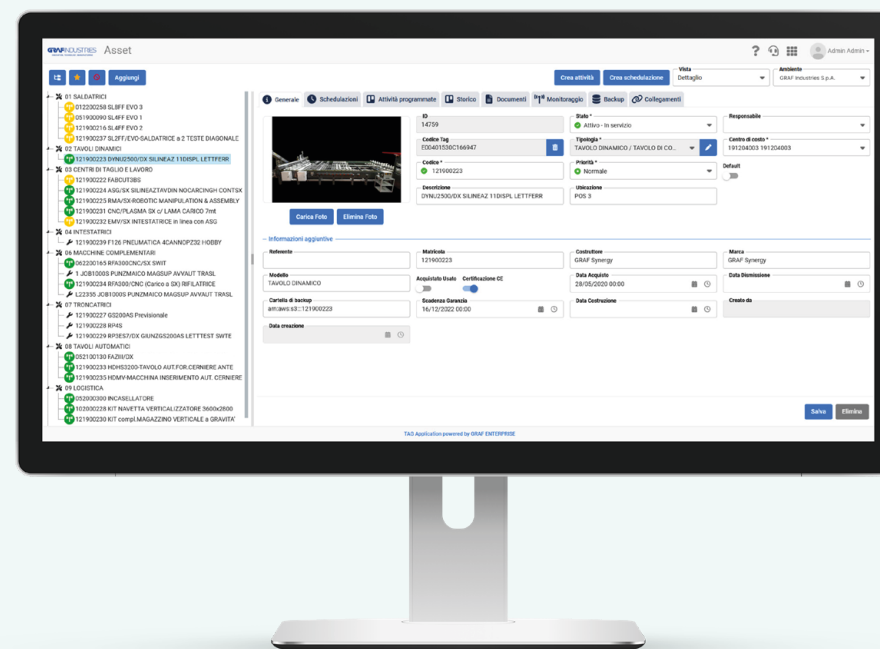 GRAFINDUSTRIES Asset
Admin Admin
Aggiungi
Crea attività
Crea schedulazione
Vista
Dettaglio
Ambiente
GRAF Industries S.p.A.
01 SALDATRICI
012200258 SL8FF EVO 3
051900090 SL4FF EVO 1
121900216 SL4FF EVO 2
121900237 SL2FF/EVO-SALDATRICE a 2 TESTE DIAGONALE
02 TAVOLI DINAMICI
121900223 DYNU2500/DX SILINEAZ 11DISPL LETTFERR
03 CENTRI DI TAGLIO E LAVORO
121900222 FABCUT3BS
121900224 ASG/SX SILINEAZTAVDIN NOCARCINGH CONTSX
121900225 RMA/SX-ROBOTIC MANIPULATION & ASSEMBLY
121900231 CNC/PLASMA SX c/ LAMA CARICO 7mt
121900232 EMV/SX INTESTATRICE in linea con ASG
04 INTESTATRICI
121900239 F126 PNEUMATICA 4CANNOPZ32 HOBBY
06 MACCHINE COMPLEMENTARI
062200165 RFA300CNC/SX SWIT
1 JOB1000S PUNZMAICO MAGSUP AVVAUT TRASL
121900234 RFA300/CNC (Carico a SX) RIFILATRICE
L22355 JOB1000S PUNZMAICO MAGSUP AVVAUT TRASL
07 TRONCATRICI
121900227 GS200AG Previsionale
121900228 RP4S
121900229 RP3ES7/DX GIUNZGS200AS LETTTEST SWTE
08 TAVOLI AUTOMATICI
052100130 FAZIII/DX
121900233 HDHS3200-TAVOLO AUT.FOR.CERNIERE ANTE
121900235 HDMV-MACCHINA INSERIMENTO AUT. CERNIERE
09 LOGISTICA
052000300 INCASELLATORE
102000228 KIT NAVETTA VERTICALIZZATORE 3600x2800
121900230 KIT compl.MAGAZZINO VERTICALE a GRAVITA'
Generale
Schedulazioni
Attività programmate
Storico
Documenti
Monitoraggio
Backup
Collegamenti
Carica Foto
Elimina Foto
ID
14759
Stato *
Attivo - In servizio
Responsabile
Codice Tag
E00401530C166947
Tipologia *
TAVOLO DINAMICO / TAVOLO DI CO...
Centro di costo *
191204003 191204003
Codice *
121900223
Priorità *
Normale
Default
Descrizione
DYNU2500/DX SILINEAZ 11DISPL LETTFERR
Ubicazione
POS 3
Informazioni aggiuntive
Referente
Matricola
121900223
Costruttore
GRAF Synergy
Marca
GRAF Synergy
Modello
TAVOLO DINAMICO
Acquistato Usato
Certificazione CE
Data Acquisto
28/05/2020 00:00
Data Dismissione
Cartella di backup
arn:aws:s3:::121900223
Scadenza Garanzia
16/12/2022 00:00
Data Costruzione
Creato da
Data creazione
Salva
Elimina
TAG Application powered by GRAF ENTERPRISE